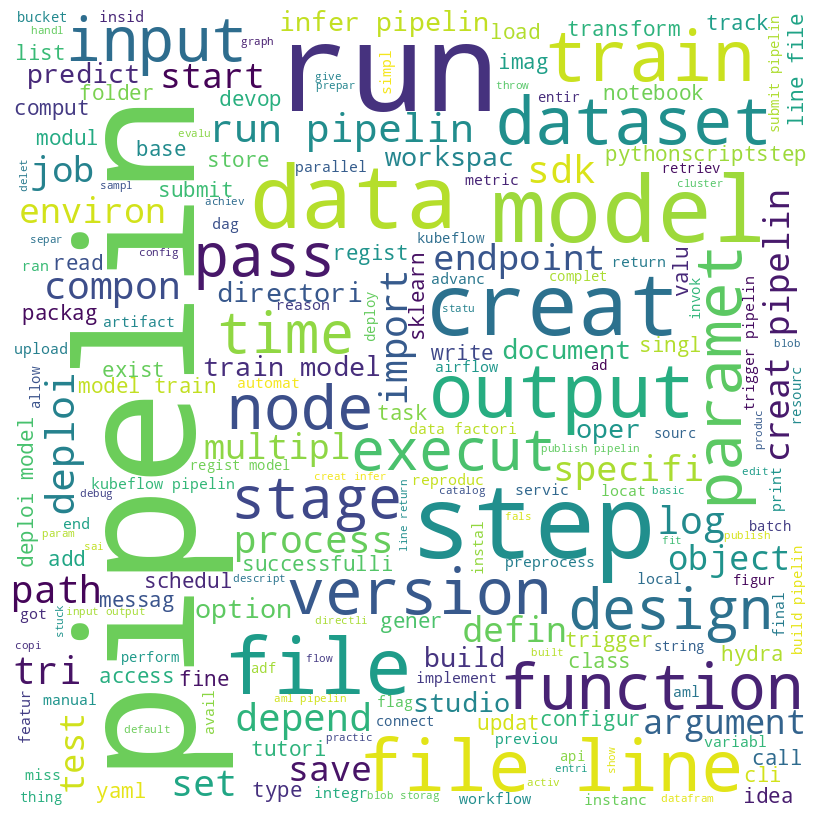 bucket
insid
handl
graph
list
input
infer pipelin
load
transform
track
run
train
give
prepar
simpl
imag
throw
predict
start
folder
devop
entir
notebook
submit pipelin
line file
comput
evalu
run pipelin
dataset
modul
base
store
parallel
workspac
pythonscriptstep
job
metric
sdk
retriev
delet
sampl
submit
achiev
data
model
cluster
environ
dag
separ
config
pass
regist
kubeflow
endpoint
return
valu
ran
read
compon
directori
import
sklearn
advanc
complet
invok
paramet
creat pipelin
packag
reason
deploy
creat
statu
artifact
time
write
document
singl
trigger pipelin
blob
upload
allow
exist
train model
airflow
ad
resourc
model train
automat
node
task
output
pipelin
deploi
multipl
data factori
execut
oper
sourc
produc
regist model
publish pipelin
specifi
edit
kubeflow pipelin
creat infer
reproduc
catalog
servic
locat
basic
print
deploi model
debug
stage
line return
fals
step
log
publish
end
param
sai
process
instal
fit
batch
add
successfulli
preprocess
object
path
schedul
descript
local
figur
messag
version
design
got
input output
option
directli
gener
defin
string
final
build pipelin
stuck
copi
perform
flow
built
trigger
tri
access
adf
file
build
class
hydra
fine
implement
function
featur
manual
avail
aml pipelin
flag
studio
aml
default
connect
updat
configur
argument
test
practic
depend
previou
variabl
tutori
api
show
call
miss
save
file line
entri
cli
thing
yaml
set
type
integr
blob storag
workflow
activ
instanc
datafram
idea